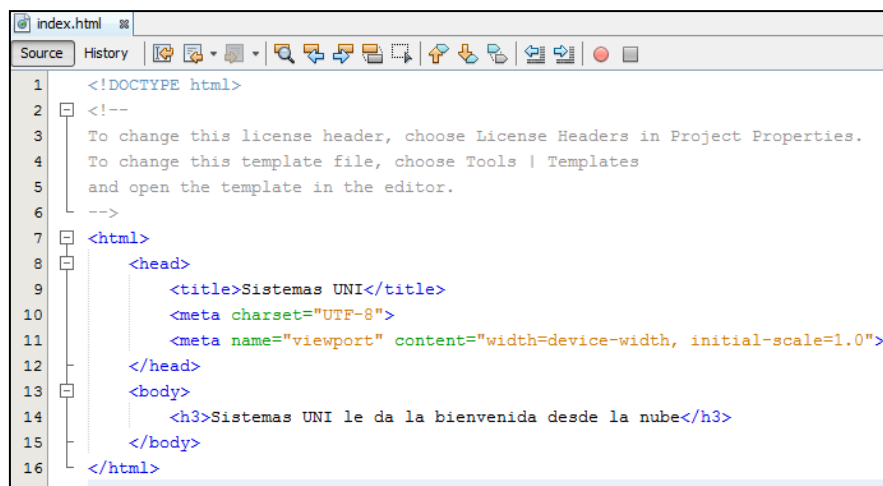 index.html
Source History
1 <!DOCTYPE html>
2 <!--
3 To change this license header, choose License Headers in Project Properties.
4 To change this template file, choose Tools | Templates
5 and open the template in the editor.
6 -->
7 <html>
8     <head>
9         <title>Sistemas UNI</title>
10         <meta charset="UTF-8">
11         <meta name="viewport" content="width=device-width, initial-scale=1.0">
12     </head>
13     <body>
14         <h3>Sistemas UNI le da la bienvenida desde la nube</h3>
15     </body>
16 </html>